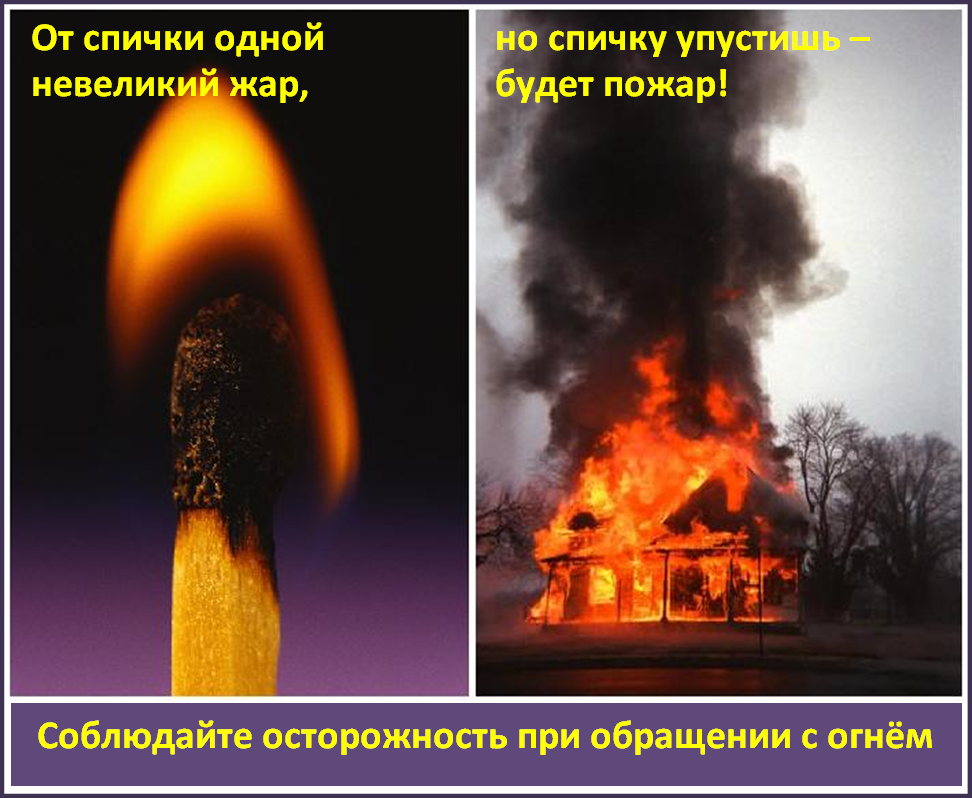 От спички одной
невеликий жар,
но спичку упустишь –
будет пожар!
Соблюдайте осторожность при обращении с огнём